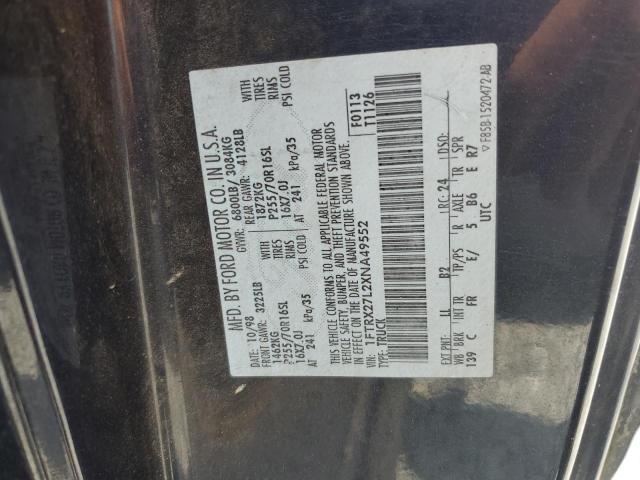 MFD. BY FORD MOTOR CO. IN U.S.A.
DATE: 10/98 GVWR: 6800LB/ 3084KG
FRONT GAWR: 3225LB REAR GAWR: 4128LB
1462KG 1872KG WITH
P255/70R16SL P255/70R16SL TIRES
16X7.0J 16X7.0J RIMS
AT 241 kPa/35 PSI COLD AT 241 kPa/35 PSI COLD
WITH
TIRES
RIMS
THIS VEHICLE CONFORMS TO ALL APPLICABLE FEDERAL MOTOR
VEHICLE SAFETY, BUMPER, AND THEFT PREVENTION STANDARDS
IN EFFECT ON THE DATE OF MANUFACTURE SHOWN ABOVE.
VIN: 1FTRX27L2XNA49552 F0113
TYPE: TRUCK T1126
EXT PNT: LL RC: 24 DSO:
WB BRK INT TR TP/PS R AXLE TR SPR
139 C B2 FR E/ 5 B6 E R7
UTC F85B-1520472 AB